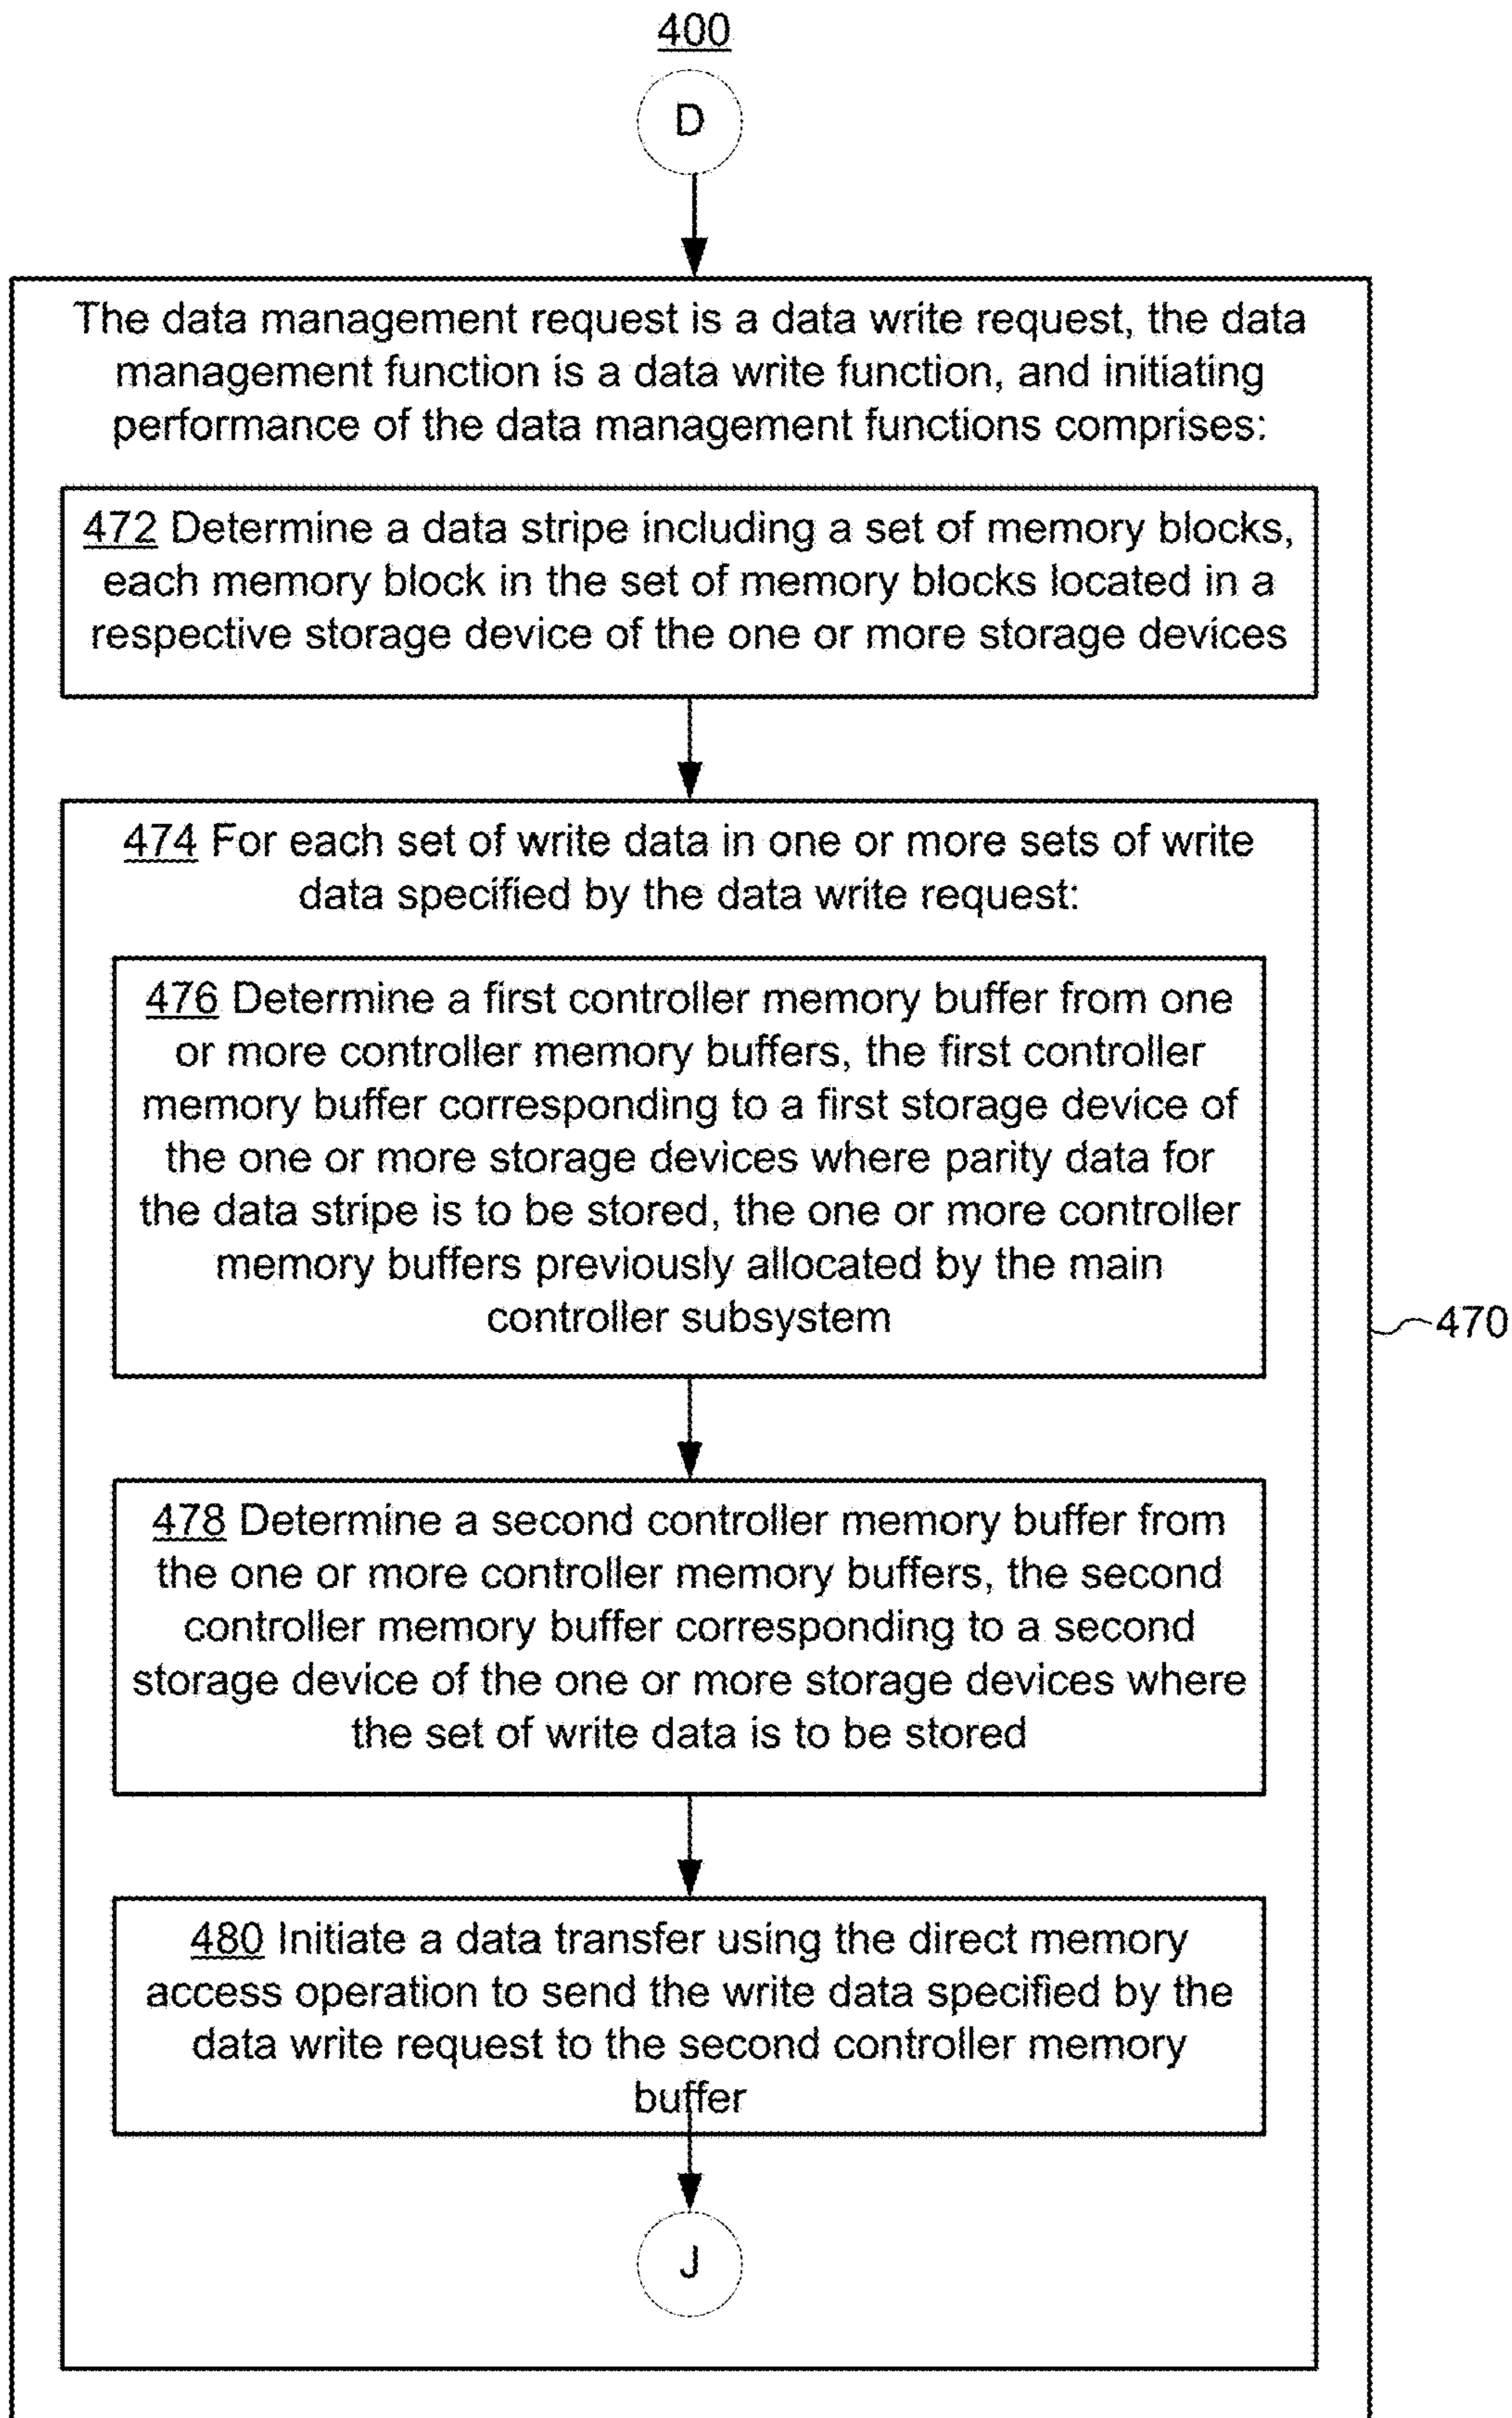 400
D
The data management request is a data write request, the data
management function is a data write function, and initiating
performance of the data management functions comprises:
472 Determine a data stripe including a set of memory blocks,
each memory block in the set of memory blocks located in a
respective storage device of the one or more storage devices
474 For each set of write data in one or more sets of write
data specified by the data write request:
476 Determine a first controller memory buffer from one
or more controller memory buffers, the first controller
memory buffer corresponding to a first storage device of
the one or more storage devices where parity data for
the data stripe is to be stored, the one or more controller
memory buffers previously allocated by the main
controller subsystem
470
478 Determine a second controller memory buffer from
the one or more controller memory buffers, the second
controller memory buffer corresponding to a second
storage device of the one or more storage devices where
the set of write data is to be stored
480 Initiate a data transfer using the direct memory
access operation to send the write data specified by the
data write request to the second controller memory
buffer
J